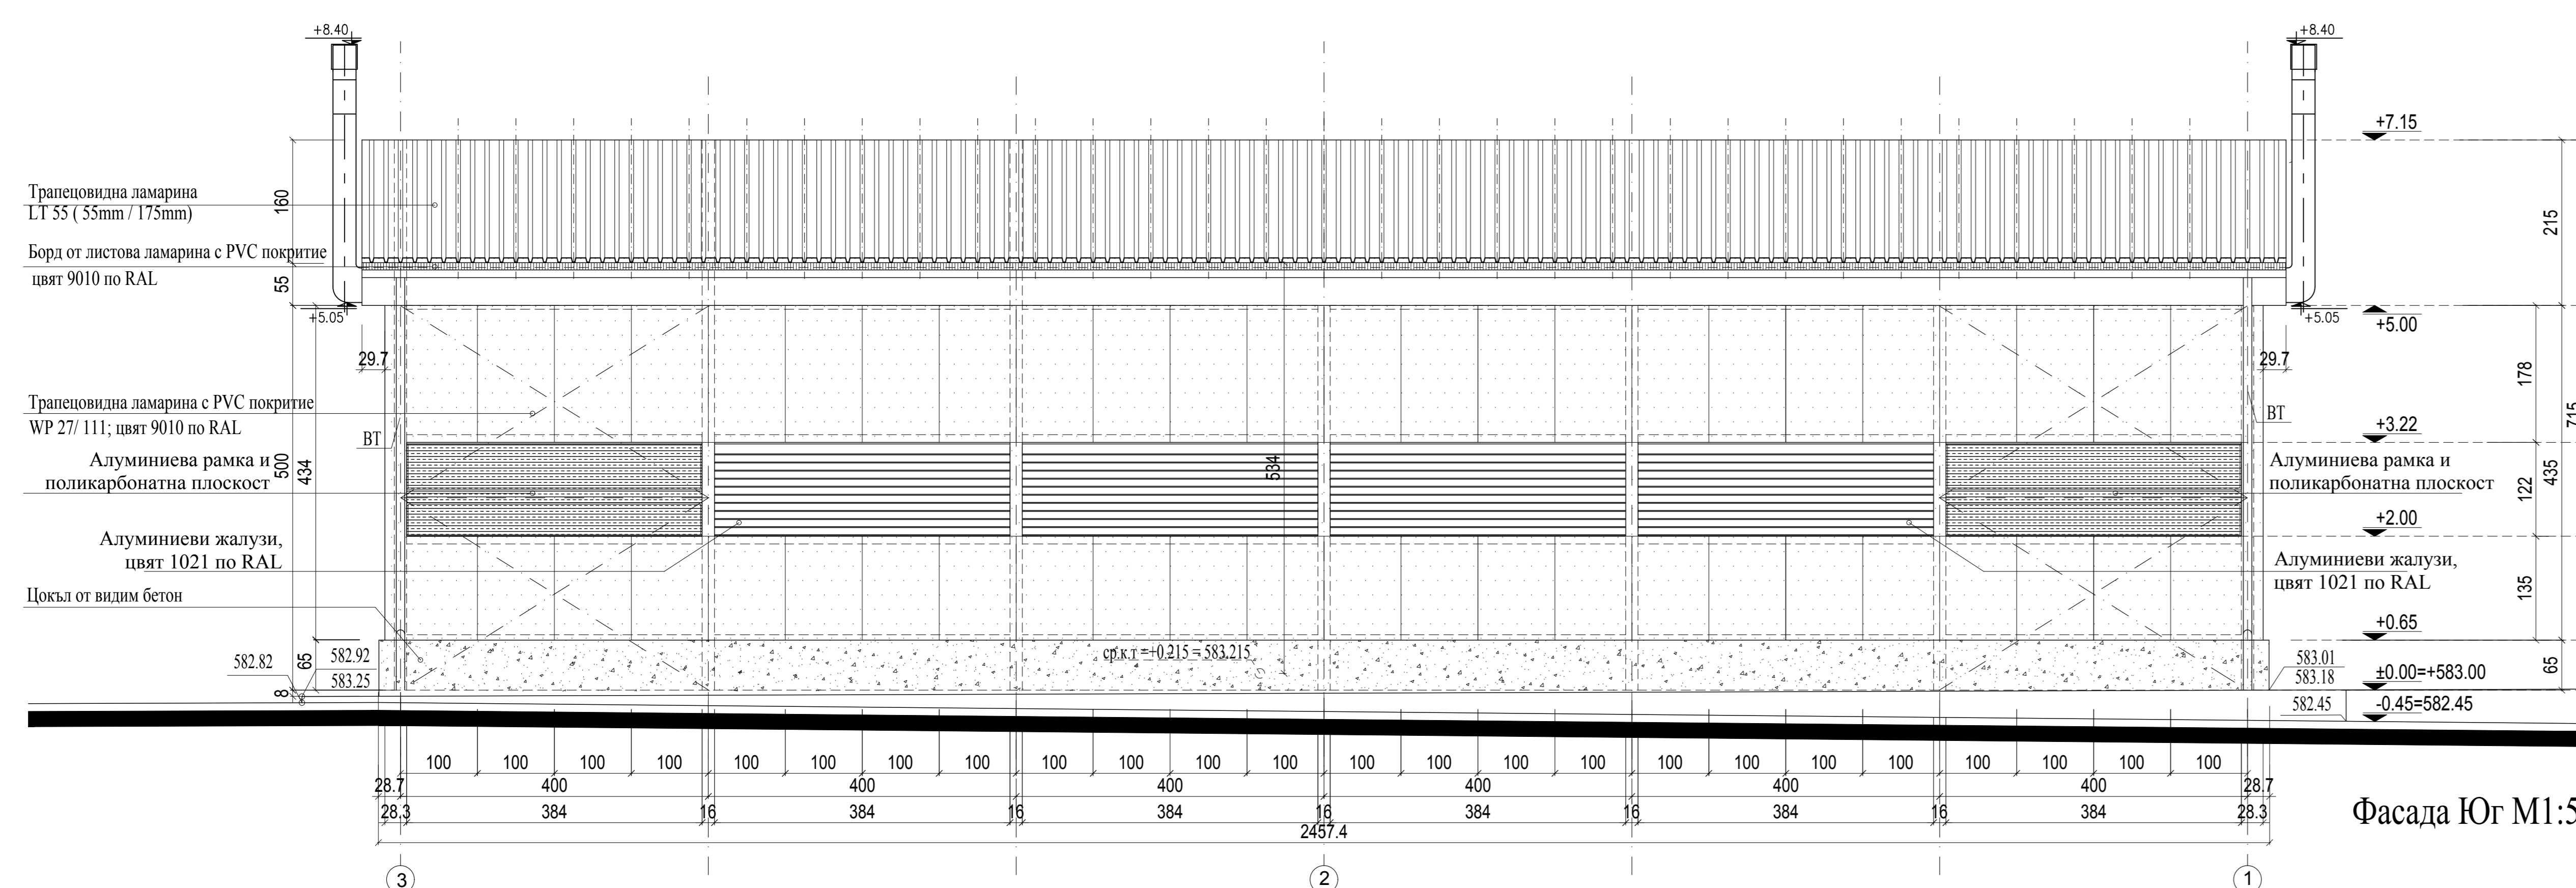 +8.40
+8.40
+7.15
Трапецовидна ламарина
LT 55 ( 55mm / 175mm)
160
215
Борд от листова ламарина с PVC покритие
цвят 9010 по RAL
55
+5.05
+5.05
+5.00
29.7
29.7
178
Трапецовидна ламарина с PVC покритие
WP 27/ 111; цвят 9010 по RAL
ВТ
ВТ
+3.22
715
Алуминиева рамка и
поликарбонатна плоскост
500
434
534
Алуминиева рамка и
поликарбонатна плоскост
122
435
+2.00
Алуминиеви жалузи,
цвят 1021 по RAL
Алуминиеви жалузи,
цвят 1021 по RAL
135
Цокъл от видим бетон
+0.65
582.82
65
582.92
583.25
8
ср.к.т =+0.215 = 583.215
583.01
583.18
±0.00=+583.00
65
582.45
-0.45=582.45
100 100 100 100 100 100 100 100 100 100 100 100 100 100 100 100 100 100 100 100 100 100 100 100
28.7 400 400 400 400 400 400 28.7
28.3 384 16 384 16 384 16 384 16 384 16 384 28.3
2457.4
Фасада Юг М1:5
3 2 1